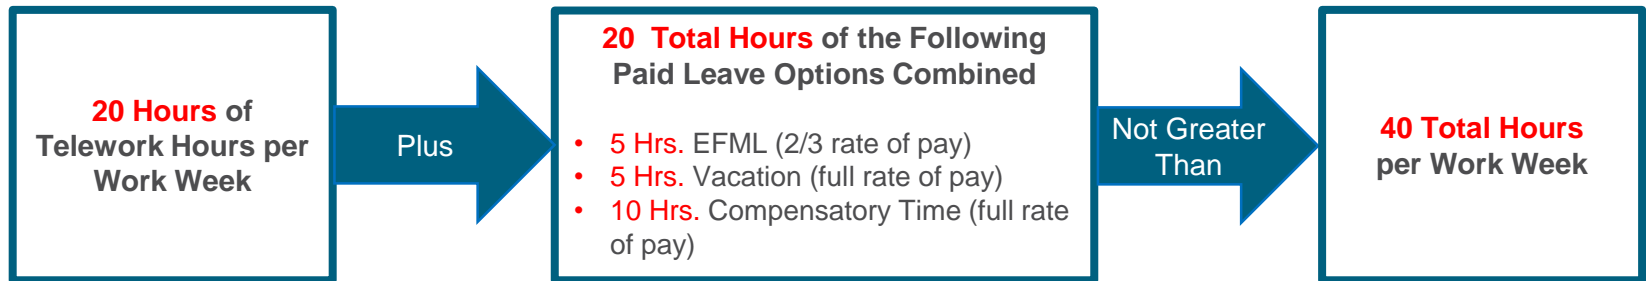 20 Hours of
Telework Hours per
Work Week
Plus
20 Total Hours of the Following
Paid Leave Options Combined
• 5 Hrs. EFML (2/3 rate of pay)
• 5 Hrs. Vacation (full rate of pay)
• 10 Hrs. Compensatory Time (full rate
of pay)
Not Greater
Than
40 Total Hours
per Work Week